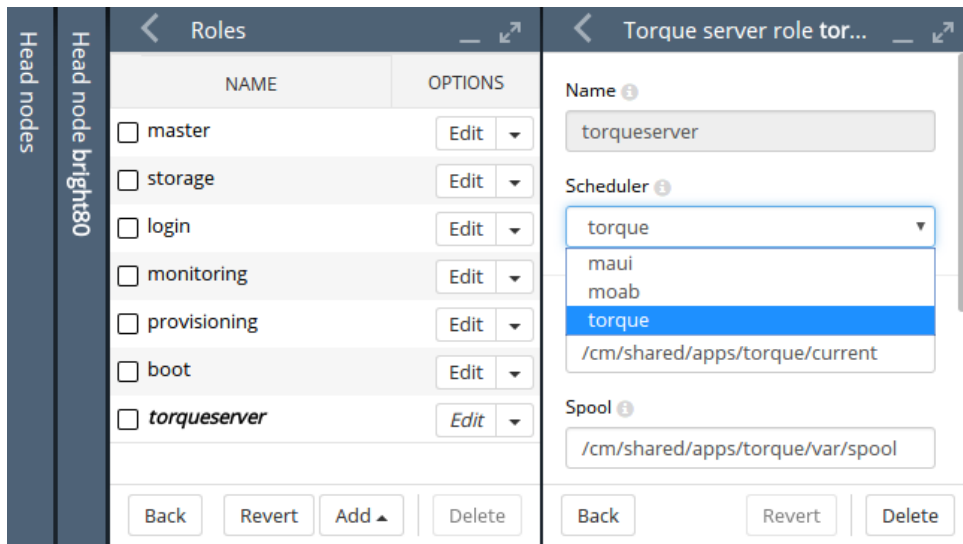 Head nodes
Head node bright80
Roles
NAME OPTIONS
master Edit
storage Edit
login Edit
monitoring Edit
provisioning Edit
boot Edit
torqueserver Edit
Back Revert Add Delete
Torque server role tor...
Name
torqueserver
Scheduler
torque
maui
moab
torque
/cm/shared/apps/torque/current
Spool
/cm/shared/apps/torque/var/spool
Back Revert Delete